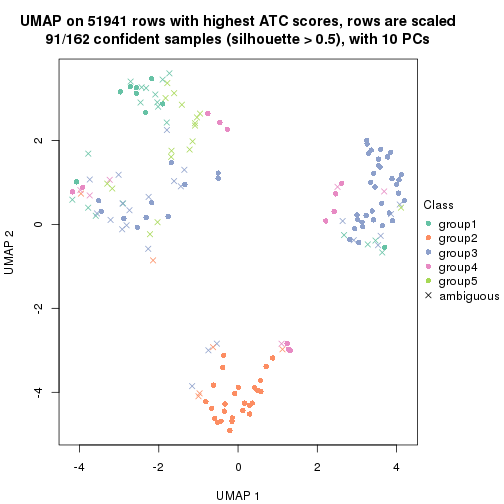 UMAP on 51941 rows with highest ATC scores, rows are scaled
91/162 confident samples (silhouette > 0.5), with 10 PCs
UMAP 2
2
0
-2
-4
-4
-2
0
2
4
UMAP 1
Class
group1
group2
group3
group4
group5
ambiguous